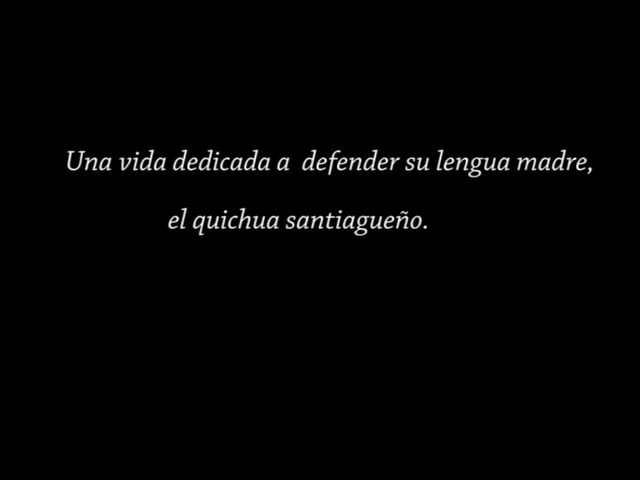 Una vida dedicada a  defender su lengua madre,
el quichua santiagueño.